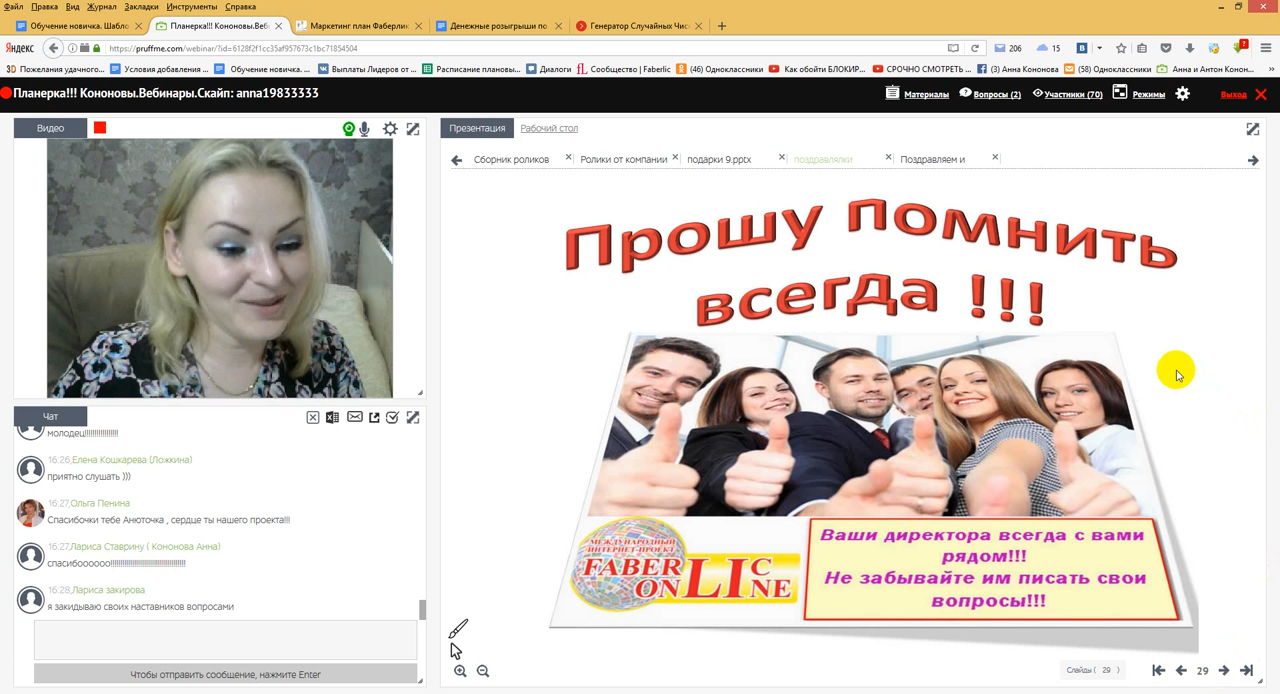 Файл Правка Вид Журнал Закладки Инструменты Справка
Обучение новичка. Шабло Планерка!!! Кононовы.Веб Маркетинг план Фаберлик Денежные розыгрыши по Генератор Случайных Чис
Яндекс https://pruffme.com/webinar/?id=6128f2f1cc35af957673c1bc71854504 206 15
Пожелания удачного... Условия добавления ... Обучение новичка. ... Выплаты Лидеров от ... Расписание плановы... Диалоги Сообщество | Faberlic (46) Одноклассники Как обойти БЛОКИР... СРОЧНО СМОТРЕТЬ ... (3) Анна Кононова (58) Одноклассники Анна и Антон Конон...
Планерка!!! Кононовы.Вебинары.Скайп: anna19833333 Материалы Вопросы (2) Участники (70) Режимы Выход
Видео
Презентация Рабочий стол
Сборник роликов Ролики от компании подарки 9.pptx поздравлялки Поздравляем и
Прошу помнить
всегда !!!
МЕЖДУНАРОДНЫЙ
ИНТЕРНЕТ-ПРОЕКТ
FABERLIC
ONLINE
Ваши директора всегда с вами
рядом!!!
Не забывайте им писать свои
вопросы!!!
Слайды ( 29 ) 29
Чат
молодец!!!!!!!!!!!!!!!!!
16:26,Елена Кошкарева (Ложкина)
приятно слушать )))
16:27,Ольга Пенина
Спасибочки тебе Анюточка , сердце ты нашего проекта!!!
16:27,Лариса Ставрину ( Кононова Анна)
спасибоооооо!!!!!!!!!!!!!!!!!!!!!!!!!!!!!!
16:28,Лариса закирова
я закидываю своих наставников вопросами
Чтобы отправить сообщение, нажмите Enter